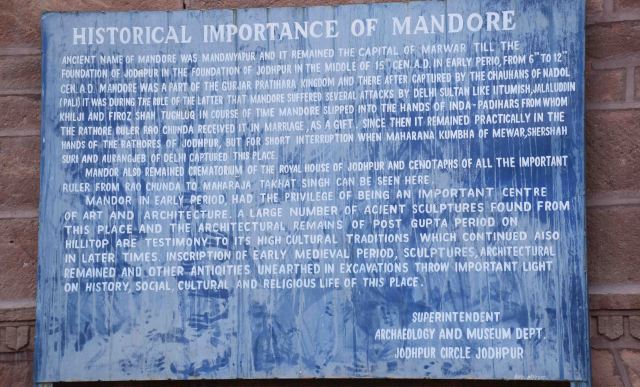 HISTORICAL IMPORTANCE OF MANDORE
ANCIENT NAME OF MANDORE WAS MANDAVYAPUR AND IT REMAINED THE CAPITAL OF MARWAR TILL THE
FOUNDATION OF JODHPUR IN THE FOUNDATION OF JODHPUR IN THE MIDDLE OF 15TH CEN. A.D. IN EARLY PERIO, FROM 6TH TO 12TH
CEN. A.D. MANDORE WAS A PART OF THE GURJAR PRATIHARA KINGDOM AND THERE AFTER CAPTURED BY THE CHAUHANS OF NADOL
(PALI) IT WAS DURING THE RULE OF THE LATTER THAT MANDORE SUFFERED SEVERAL ATTACKS BY DELHI SULTAN LIKE IITUMISH, JALALUDDIN
KHILJI AND FIROZ SHAH TUGHLUQ IN COURSE OF TIME MANDORE SLIPPED INTO THE HANDS OF INDA-PADIHARS FROM WHOM
THE RATHORE RULER RAO CHUNDA RECEIVED IT IN MARRIAGE, AS A GIFT. SINCE THEN IT REMAINED PRACTICALLY IN THE
HANDS OF THE RATHORES OF JODHPUR, BUT FOR SHORT INTERRUPTION WHEN MAHARANA KUMBHA OF MEWAR, SHERSHAH
SURI AND AURANGJEB OF DELHI CAPTURED THIS PLACE.
MANDOR ALSO REMAINED CREMATORIUM OF THE ROYAL HOUSE OF JODHPUR AND CENOTAPHS OF ALL THE IMPORTANT
RULER FROM RAO CHUNDA TO MAHARAJA TAKHAT SINGH CAN BE SEEN HERE.
MANDOR IN EARLY PERIOD, HAD THE PRIVILEGE OF BEING AN IMPORTANT CENTRE
OF ART AND ARCHITECTURE. A LARGE NUMBER OF ACIENT SCULPTURES FOUND FROM
THIS PLACE AND THE ARCHITECTURAL REMAINS OF POST GUPTA PERIOD ON
HILLTOP ARE TESTIMONY TO ITS HIGH CULTURAL TRADITIONS WHICH CONTINUED AISO
IN LATER TIMES. INSCRIPTION OF EARLY MEDIEVAL PERIOD, SCULPTURES, ARCHITECTURAL
REMAINED AND OTHER ANTIQITIES UNEARTHED IN EXCAVATIONS THROW IMPORTANT LIGHT
ON HISTORY, SOCIAL, CULTURAL AND RELIGIOUS LIFE OF THIS PLACE.
SUPERINTENDENT
ARCHAEOLOGY AND MUSEUM DEPT.
JODHPUR CIRCLE JODHPUR